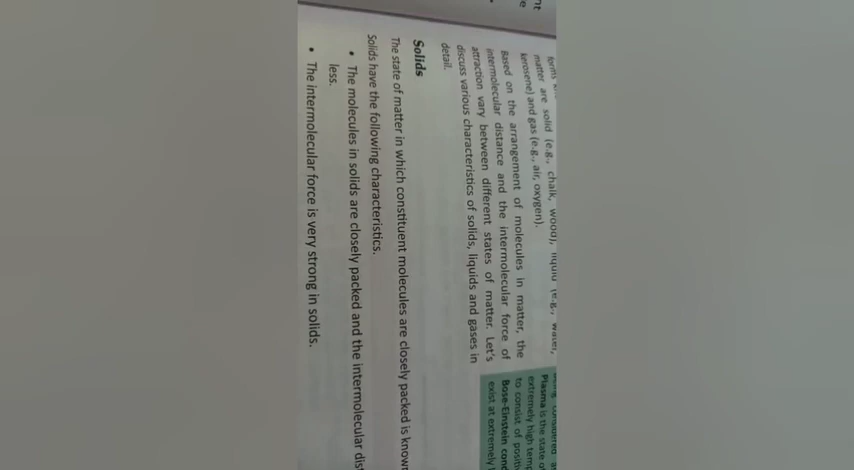 nt
e
matter are solid (e.g., chalk, wood), liquid (e.g., water,
kerosene) and gas (e.g., air, oxygen).
Based on the arrangement of molecules in matter, the
intermolecular distance and the intermolecular force of
attraction vary between different states of matter. Let's
discuss various characteristics of solids, liquids and gases in
detail.
being considered
Plasma is the state
extremely high
to consist of
Bose-Einstein
exist at extremely
Solids
The state of matter in which constituent molecules are closely packed is
Solids have the following characteristics.
• The molecules in solids are closely packed and the intermolecular
less.
• The intermolecular force is very strong in solids.